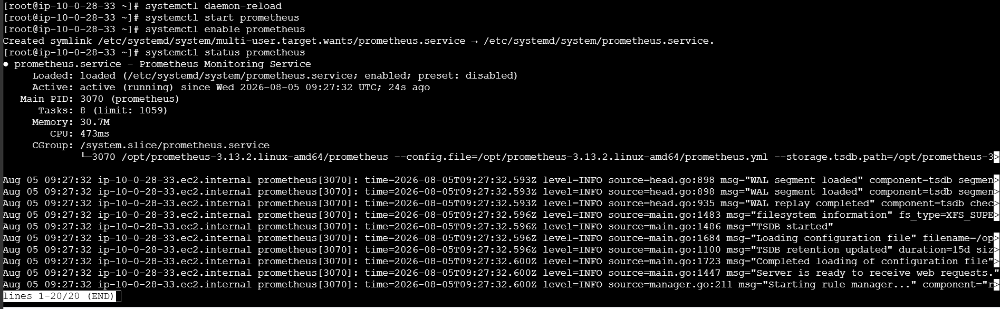 [root@ip-10-0-28-33 ~]# systemctl daemon-reload
[root@ip-10-0-28-33 ~]# systemctl start prometheus
[root@ip-10-0-28-33 ~]# systemctl enable prometheus
Created symlink /etc/systemd/system/multi-user.target.wants/prometheus.service → /etc/systemd/system/prometheus.service.
[root@ip-10-0-28-33 ~]# systemctl status prometheus
● prometheus.service - Prometheus Monitoring Service
     Loaded: loaded (/etc/systemd/system/prometheus.service; enabled; preset: disabled)
     Active: active (running) since Wed 2026-08-05 09:27:32 UTC; 24s ago
   Main PID: 3070 (prometheus)
      Tasks: 8 (limit: 1059)
     Memory: 30.7M
        CPU: 473ms
     CGroup: /system.slice/prometheus.service
             └─3070 /opt/prometheus-3.13.2.linux-amd64/prometheus --config.file=/opt/prometheus-3.13.2.linux-amd64/prometheus.yml --storage.tsdb.path=/opt/prometheus-3>
Aug 05 09:27:32 ip-10-0-28-33.ec2.internal prometheus[3070]: time=2026-08-05T09:27:32.593Z level=INFO source=head.go:898 msg="WAL segment loaded" component=tsdb segmen>
Aug 05 09:27:32 ip-10-0-28-33.ec2.internal prometheus[3070]: time=2026-08-05T09:27:32.593Z level=INFO source=head.go:898 msg="WAL segment loaded" component=tsdb segmen>
Aug 05 09:27:32 ip-10-0-28-33.ec2.internal prometheus[3070]: time=2026-08-05T09:27:32.593Z level=INFO source=head.go:935 msg="WAL replay completed" component=tsdb chec>
Aug 05 09:27:32 ip-10-0-28-33.ec2.internal prometheus[3070]: time=2026-08-05T09:27:32.596Z level=INFO source=main.go:1483 msg="filesystem information" fs_type=XFS_SUPE>
Aug 05 09:27:32 ip-10-0-28-33.ec2.internal prometheus[3070]: time=2026-08-05T09:27:32.596Z level=INFO source=main.go:1486 msg="TSDB started"
Aug 05 09:27:32 ip-10-0-28-33.ec2.internal prometheus[3070]: time=2026-08-05T09:27:32.596Z level=INFO source=main.go:1684 msg="Loading configuration file" filename=/op>
Aug 05 09:27:32 ip-10-0-28-33.ec2.internal prometheus[3070]: time=2026-08-05T09:27:32.596Z level=INFO source=main.go:1100 msg="TSDB retention updated" duration=15d siz>
Aug 05 09:27:32 ip-10-0-28-33.ec2.internal prometheus[3070]: time=2026-08-05T09:27:32.600Z level=INFO source=main.go:1723 msg="Completed loading of configuration file">
Aug 05 09:27:32 ip-10-0-28-33.ec2.internal prometheus[3070]: time=2026-08-05T09:27:32.600Z level=INFO source=main.go:1447 msg="Server is ready to receive web requests."
Aug 05 09:27:32 ip-10-0-28-33.ec2.internal prometheus[3070]: time=2026-08-05T09:27:32.600Z level=INFO source=manager.go:211 msg="Starting rule manager..." component="r>
lines 1-20/20 (END)